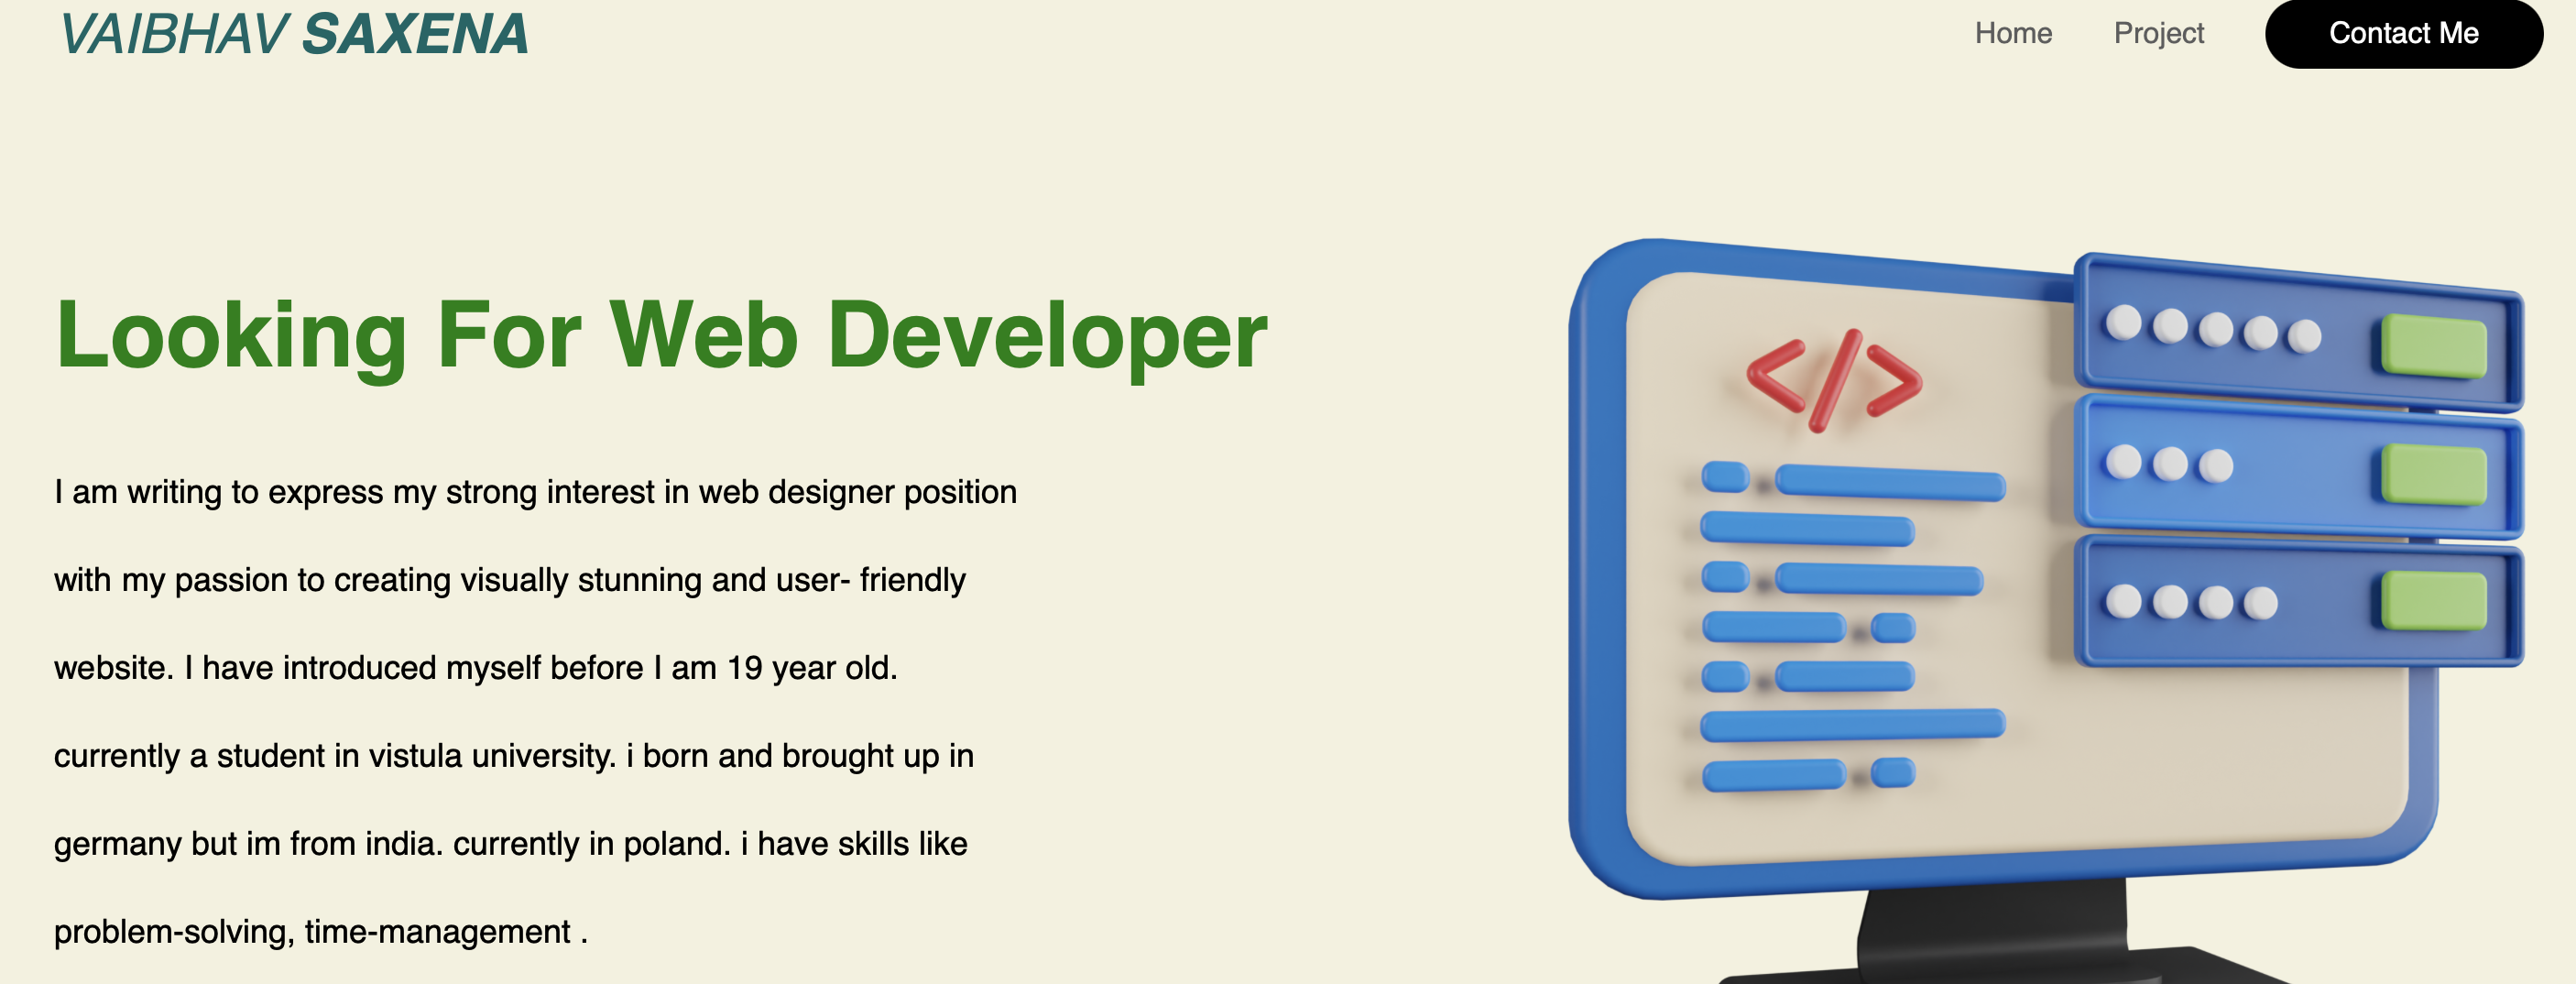 VAIBHAV SAXENA
Home
Project
Contact Me
Looking For Web Developer
I am writing to express my strong interest in web designer position
with my passion to creating visually stunning and user- friendly
website. I have introduced myself before I am 19 year old.
currently a student in vistula university. i born and brought up in
germany but im from india. currently in poland. i have skills like
problem-solving, time-management .